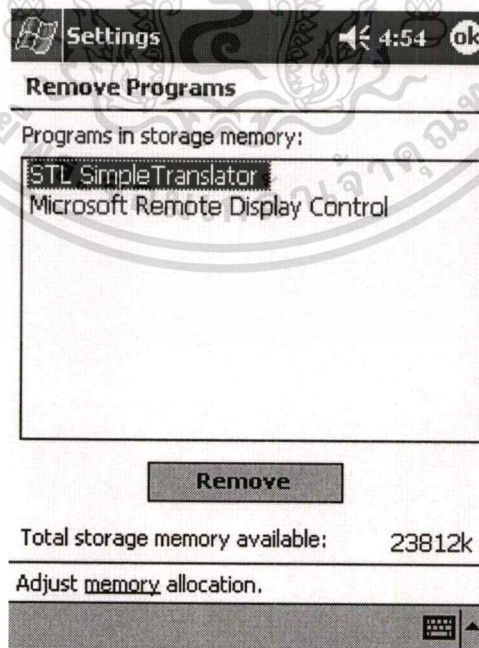 Settings 4:54 ok
Remove Programs
Programs in storage memory:
STL SimpleTranslator
Microsoft Remote Display Control
Remove
Total storage memory available: 23812k
Adjust memory allocation.